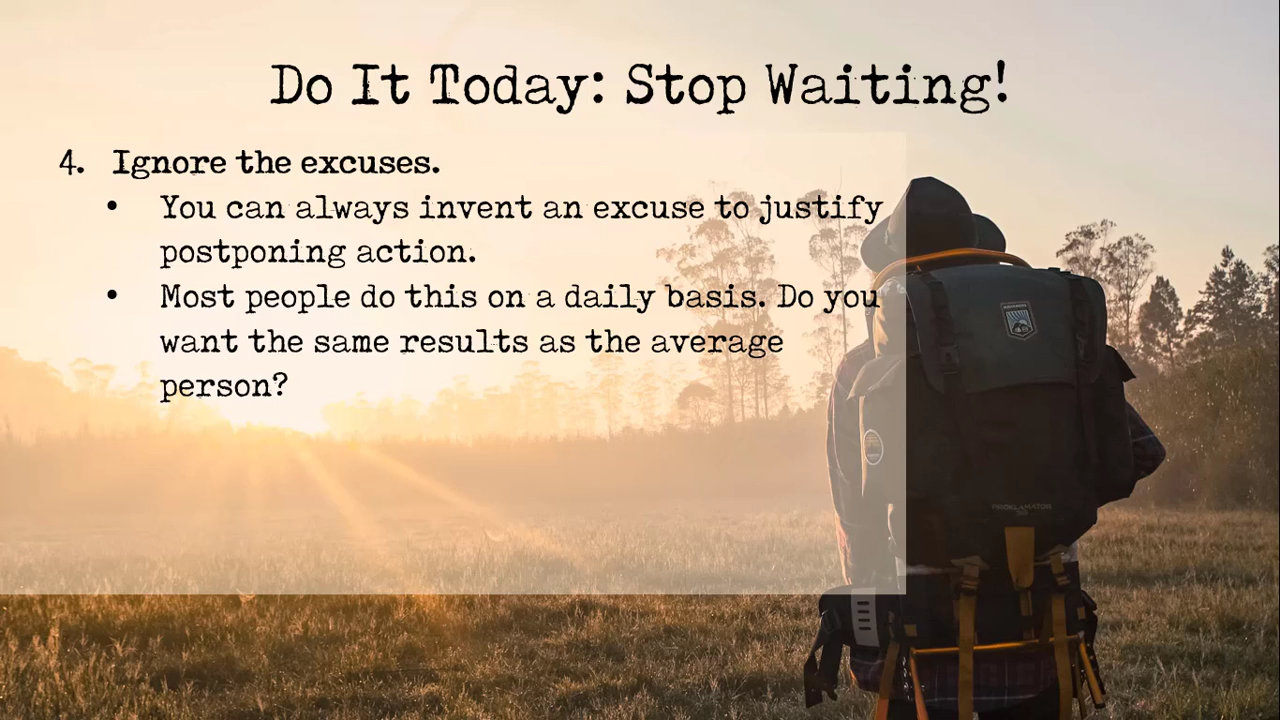 Do It Today: Stop Waiting!
4. Ignore the excuses.
• You can always invent an excuse to justify
postponing action.
• Most people do this on a daily basis. Do you
want the same results as the average
person?